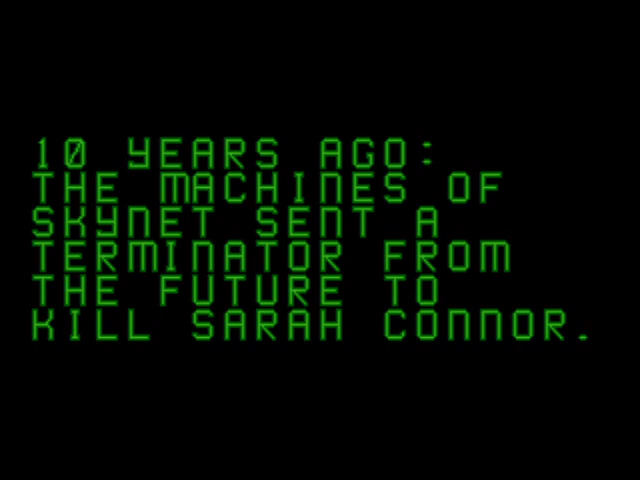 10 YEARS AGO:
THE MACHINES OF
SKYNET SENT A
TERMINATOR FROM
THE FUTURE TO
KILL SARAH CONNOR.